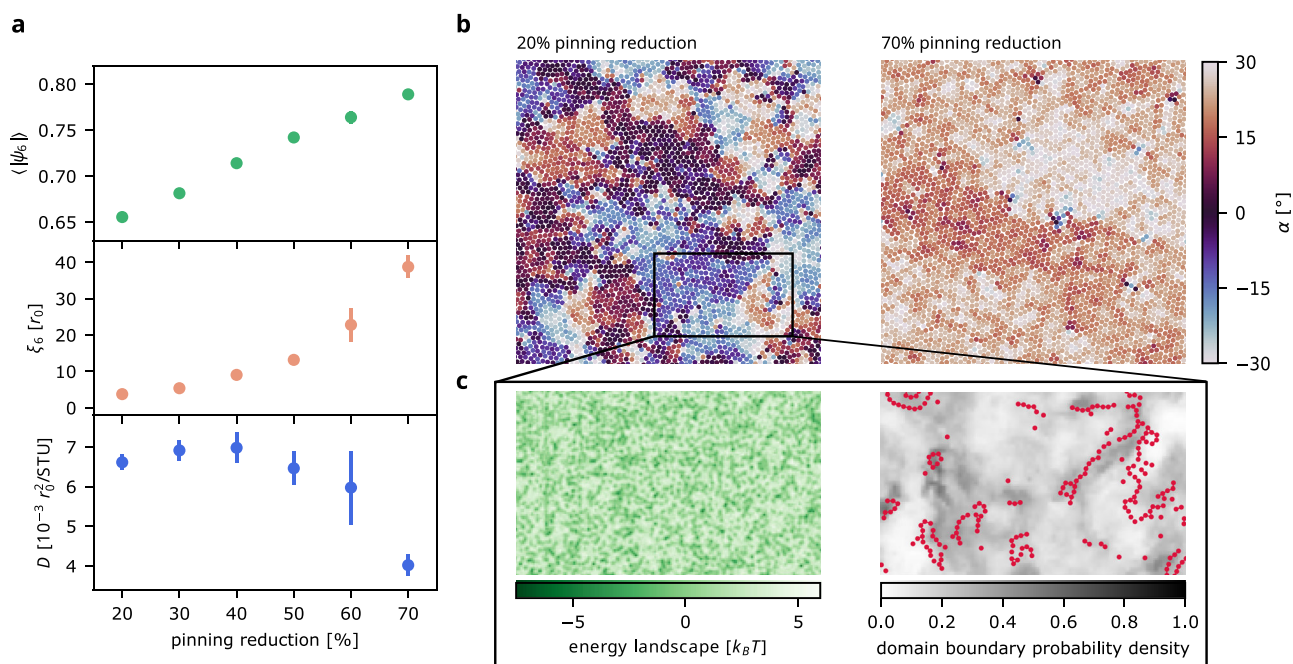 a
⟨|ψ₆|⟩
0.80
0.75
0.70
0.65
ξ₆ [r₀]
40
30
20
10
0
D [10⁻³ r₀²/STU]
7
6
5
4
20 30 40 50 60 70
pinning reduction [%]
b
20% pinning reduction
70% pinning reduction
30
15
0
−15
−30
α [°]
c
−5 0 5
energy landscape [k_BT]
0.0 0.2 0.4 0.6 0.8 1.0
domain boundary probability density